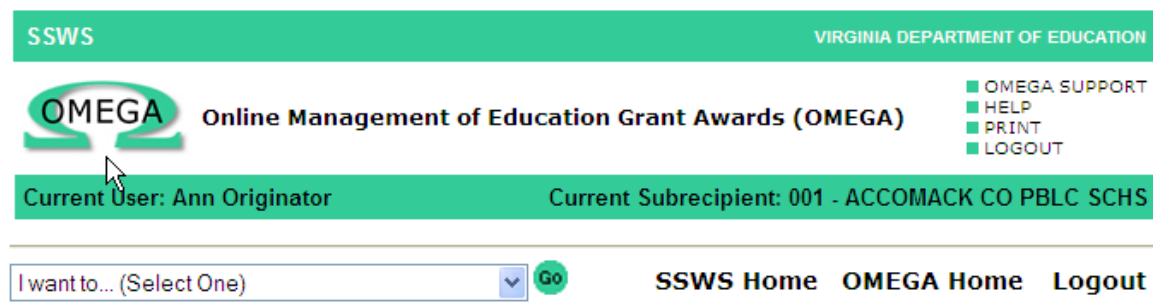 SSWS VIRGINIA DEPARTMENT OF EDUCATION
OMEGA Online Management of Education Grant Awards (OMEGA)
OMEGA SUPPORT
HELP
PRINT
LOGOUT
Current User: Ann Originator Current Subrecipient: 001 - ACCOMACK CO PBLC SCHS
I want to... (Select One) Go SSWS Home OMEGA Home Logout